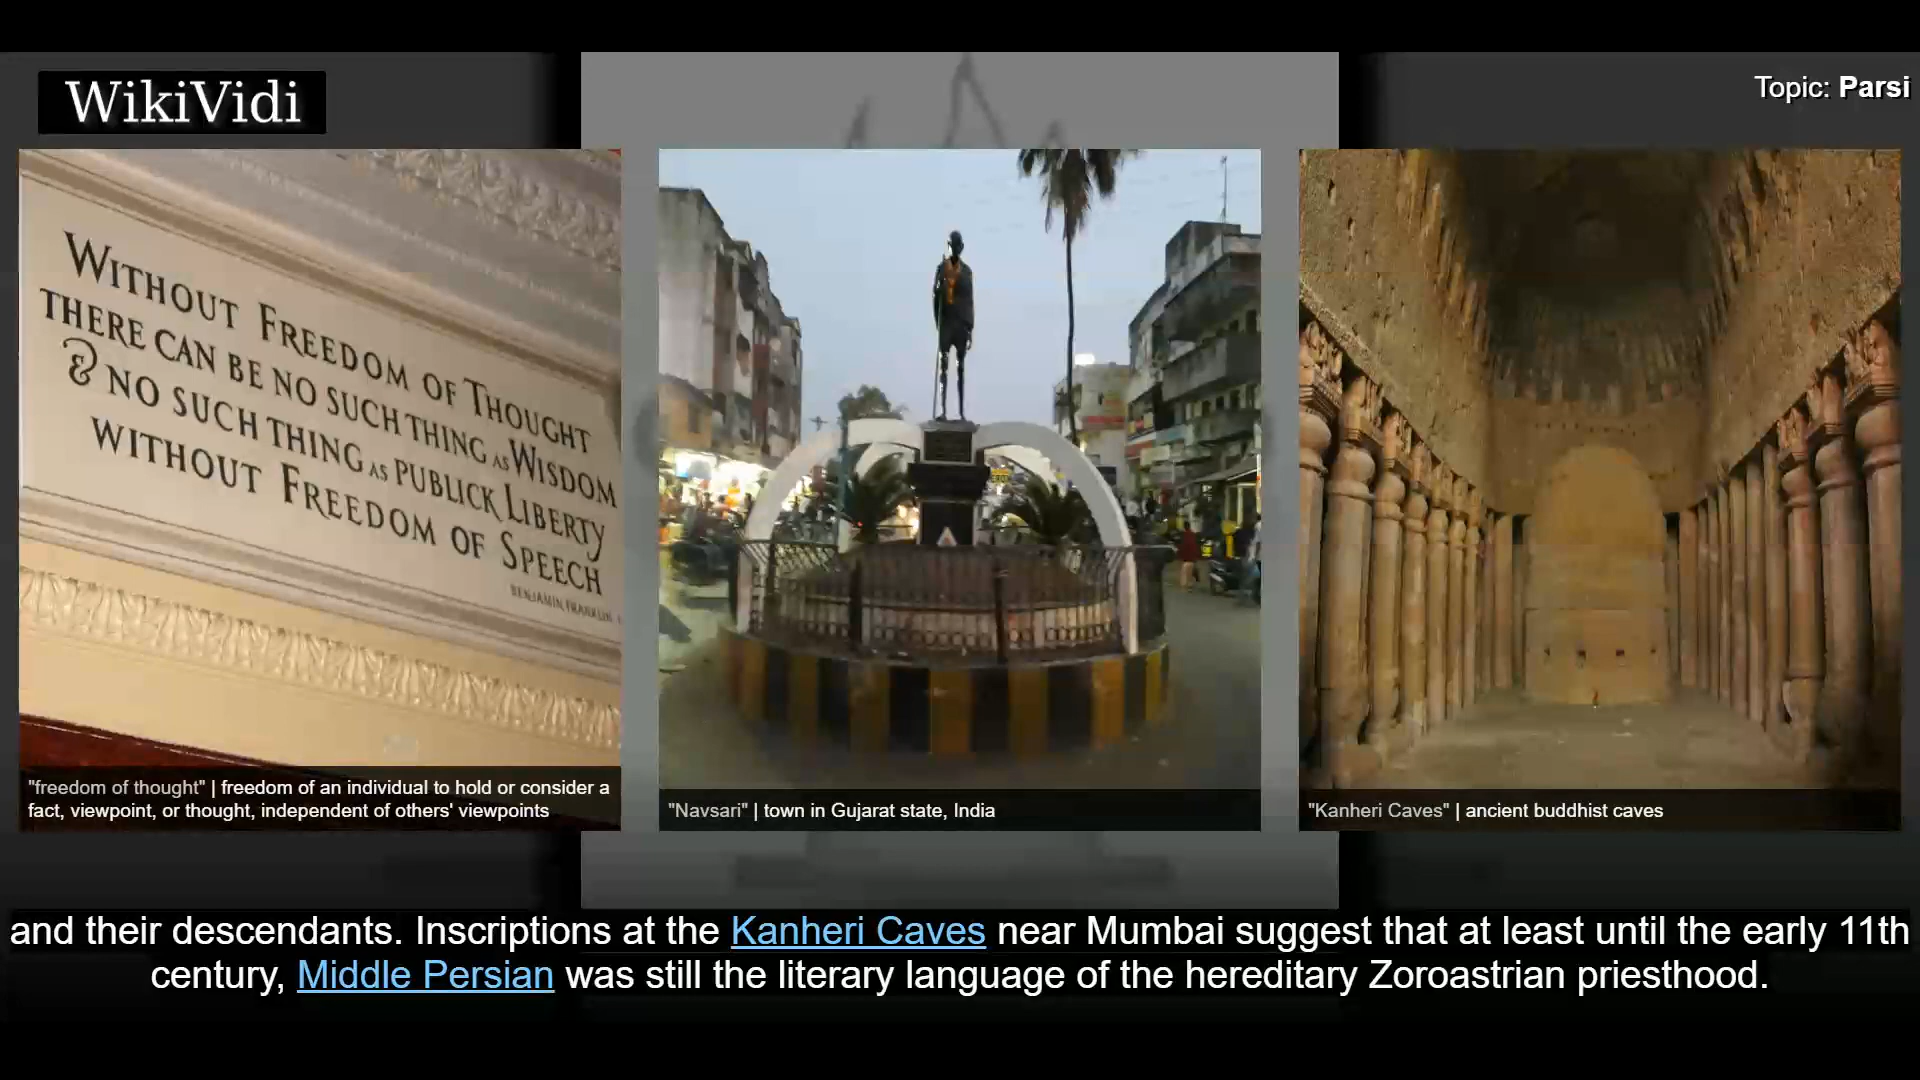 WikiVidi
Topic: Parsi
WITHOUT FREEDOM OF THOUGHT
THERE CAN BE NO SUCH THING AS WISDOM
& NO SUCH THING AS PUBLICK LIBERTY
WITHOUT FREEDOM OF SPEECH
BENJAMIN FRANKLIN
"freedom of thought" | freedom of an individual to hold or consider a
fact, viewpoint, or thought, independent of others' viewpoints
"Navsari" | town in Gujarat state, India
"Kanheri Caves" | ancient buddhist caves
and their descendants. Inscriptions at the Kanheri Caves near Mumbai suggest that at least until the early 11th
century, Middle Persian was still the literary language of the hereditary Zoroastrian priesthood.